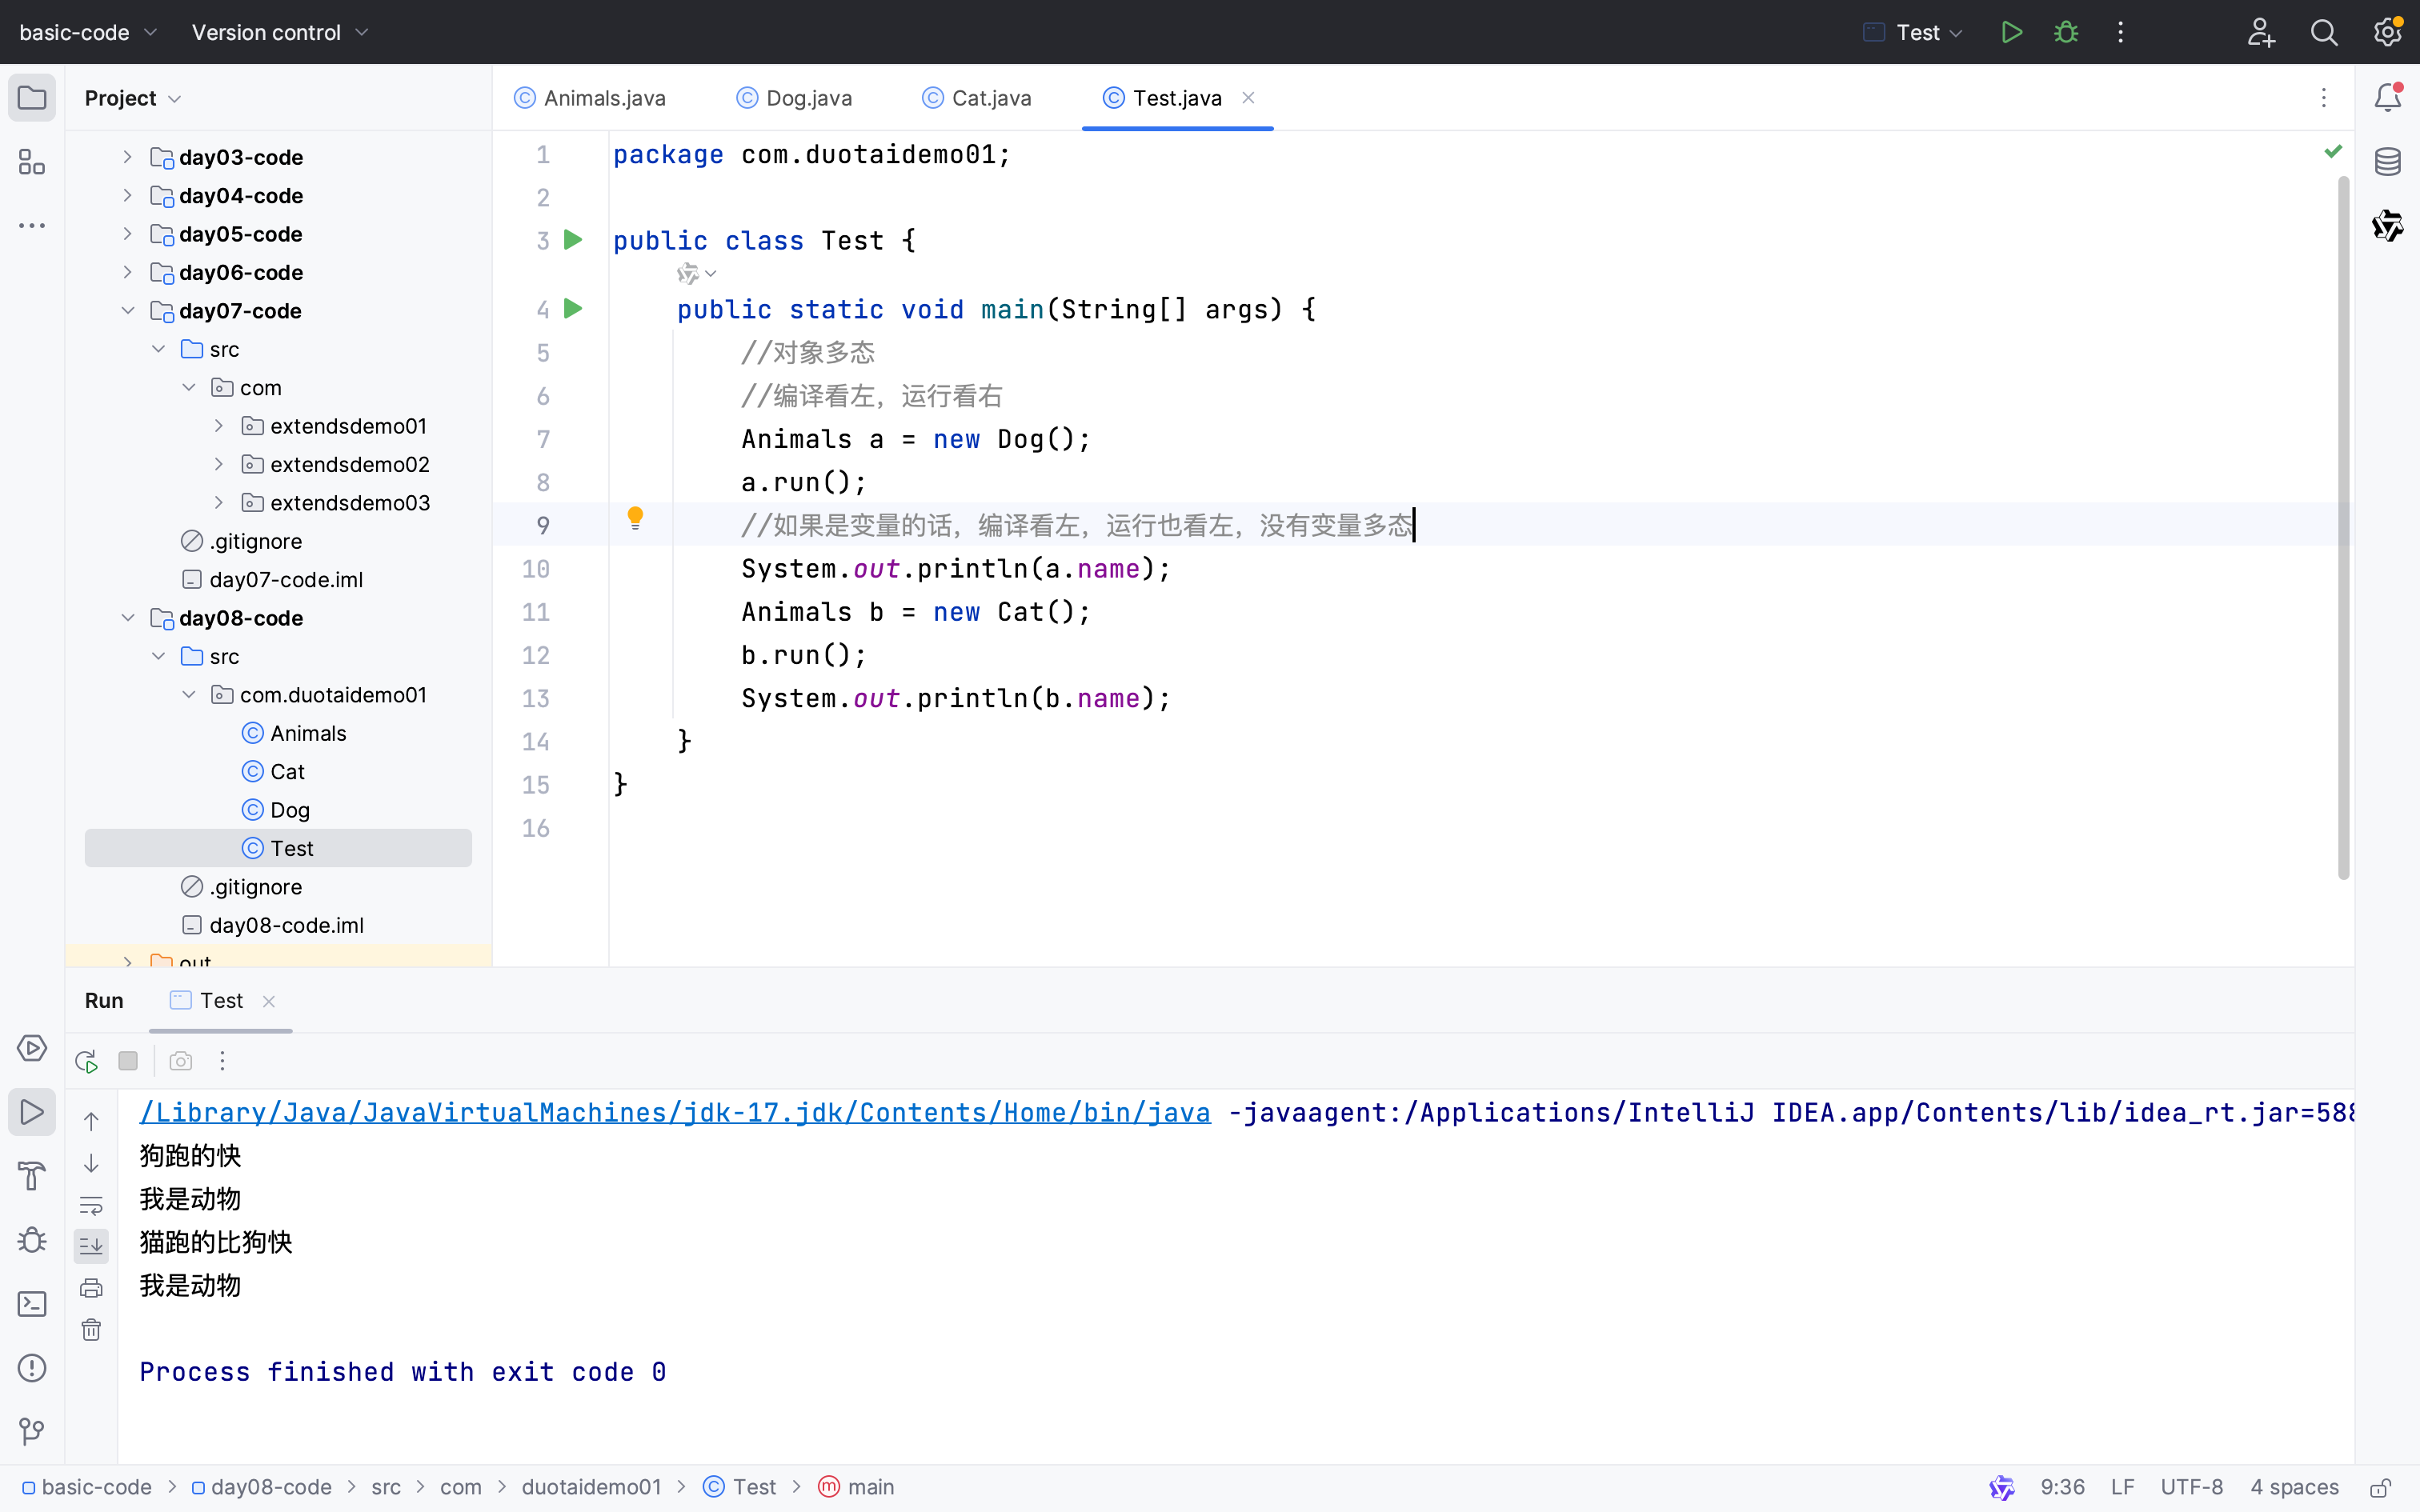 basic-code
Version control
Test
Project
day03-code
day04-code
day05-code
day06-code
day07-code
src
com
extendsdemo01
extendsdemo02
extendsdemo03
.gitignore
day07-code.iml
day08-code
src
com.duotaidemo01
Animals
Cat
Dog
Test
.gitignore
day08-code.iml
out
Animals.java
Dog.java
Cat.java
Test.java
1 package com.duotaidemo01;
2
3 public class Test {
4 public static void main(String[] args) {
5 //对象多态
6 //编译看左，运行看右
7 Animals a = new Dog();
8 a.run();
9 //如果是变量的话，编译看左，运行也看左，没有变量多态
10 System.out.println(a.name);
11 Animals b = new Cat();
12 b.run();
13 System.out.println(b.name);
14 }
15 }
16
Run
Test
/Library/Java/JavaVirtualMachines/jdk-17.jdk/Contents/Home/bin/java -javaagent:/Applications/IntelliJ IDEA.app/Contents/lib/idea_rt.jar=588
狗跑的快
我是动物
猫跑的比狗快
我是动物
Process finished with exit code 0
basic-code > day08-code > src > com > duotaidemo01 > Test > main
9:36
LF
UTF-8
4 spaces